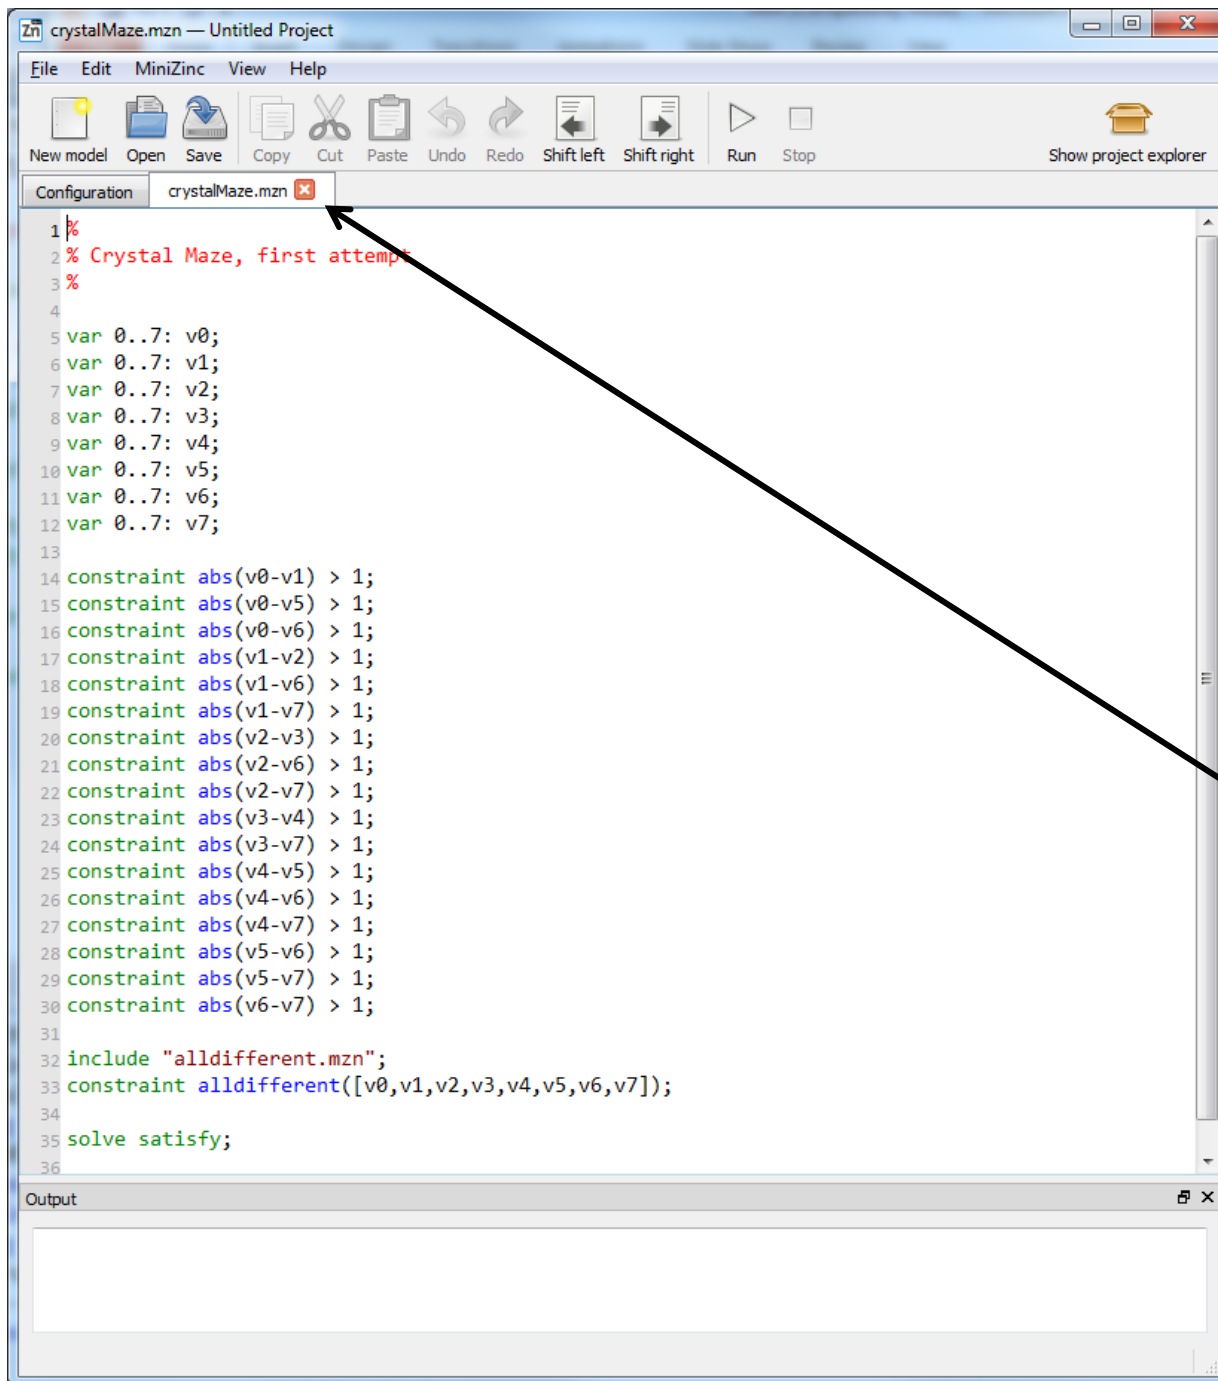 Zn crystalMaze.mzn — Untitled Project
File Edit MiniZinc View Help
New model Open Save Copy Cut Paste Undo Redo Shift left Shift right Run Stop Show project explorer
Configuration crystalMaze.mzn
1 %
2 % Crystal Maze, first attempt
3 %
4
5 var 0..7: v0;
6 var 0..7: v1;
7 var 0..7: v2;
8 var 0..7: v3;
9 var 0..7: v4;
10 var 0..7: v5;
11 var 0..7: v6;
12 var 0..7: v7;
13
14 constraint abs(v0-v1) > 1;
15 constraint abs(v0-v5) > 1;
16 constraint abs(v0-v6) > 1;
17 constraint abs(v1-v2) > 1;
18 constraint abs(v1-v6) > 1;
19 constraint abs(v1-v7) > 1;
20 constraint abs(v2-v3) > 1;
21 constraint abs(v2-v6) > 1;
22 constraint abs(v2-v7) > 1;
23 constraint abs(v3-v4) > 1;
24 constraint abs(v3-v7) > 1;
25 constraint abs(v4-v5) > 1;
26 constraint abs(v4-v6) > 1;
27 constraint abs(v4-v7) > 1;
28 constraint abs(v5-v6) > 1;
29 constraint abs(v5-v7) > 1;
30 constraint abs(v6-v7) > 1;
31
32 include "alldifferent.mzn";
33 constraint alldifferent([v0,v1,v2,v3,v4,v5,v6,v7]);
34
35 solve satisfy;
36
Output